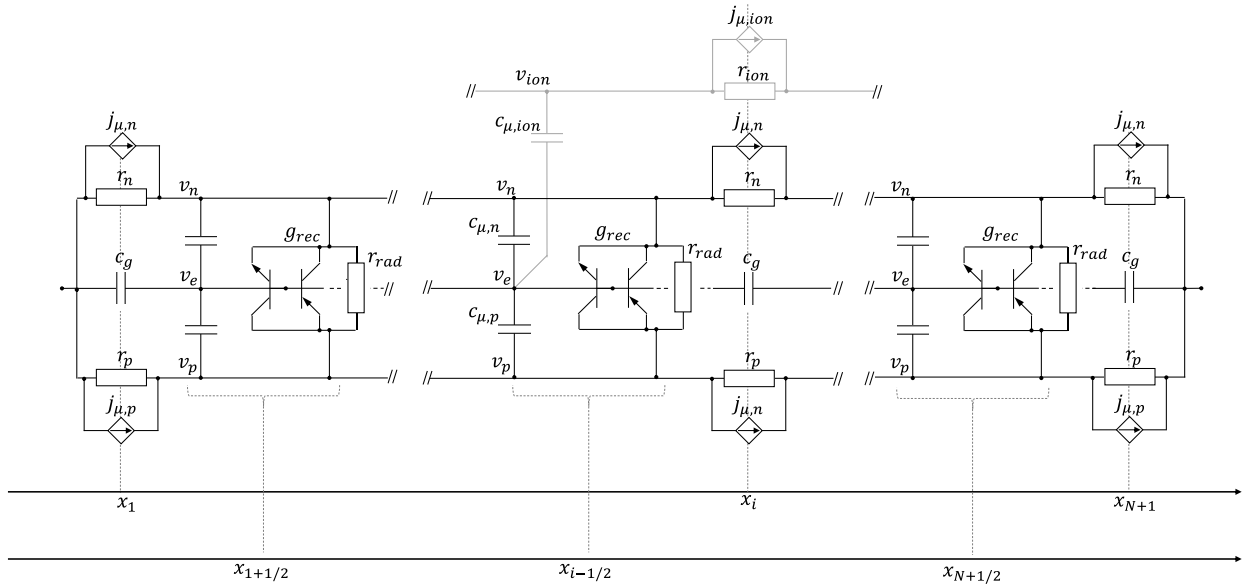 j_{μ,ion}
v_{ion} r_{ion}
c_{μ,ion}
j_{μ,n} j_{μ,n} j_{μ,n}
r_n r_n r_n
v_n v_n v_n
c_{μ,n}
g_{rec} g_{rec} g_{rec}
c_g r_{rad} r_{rad} c_g r_{rad} c_g
v_e v_e v_e
c_{μ,p}
v_p r_p v_p r_p v_p r_p
j_{μ,p} j_{μ,n} j_{μ,p}
x_1 x_i x_{N+1}
x_{1+1/2} x_{i−1/2} x_{N+1/2}